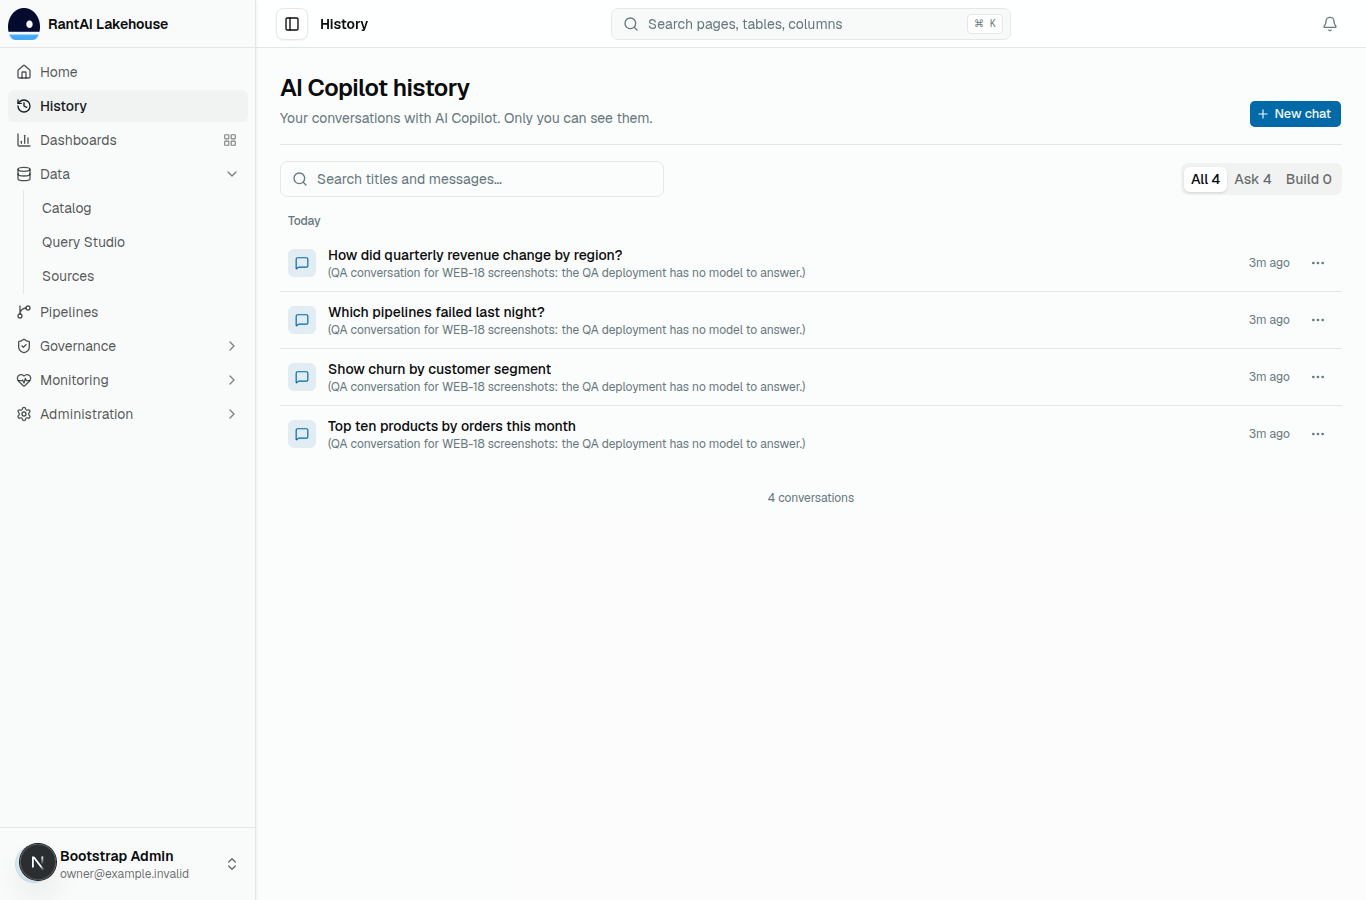 RantAI Lakehouse
History
Search pages, tables, columns
⌘ K
Home
History
Dashboards
Data
Catalog
Query Studio
Sources
Pipelines
Governance
Monitoring
Administration
AI Copilot history
Your conversations with AI Copilot. Only you can see them.
+ New chat
Search titles and messages...
All 4 Ask 4 Build 0
Today
How did quarterly revenue change by region?
(QA conversation for WEB-18 screenshots: the QA deployment has no model to answer.)
3m ago
Which pipelines failed last night?
(QA conversation for WEB-18 screenshots: the QA deployment has no model to answer.)
3m ago
Show churn by customer segment
(QA conversation for WEB-18 screenshots: the QA deployment has no model to answer.)
3m ago
Top ten products by orders this month
(QA conversation for WEB-18 screenshots: the QA deployment has no model to answer.)
3m ago
4 conversations
N
Bootstrap Admin
owner@example.invalid